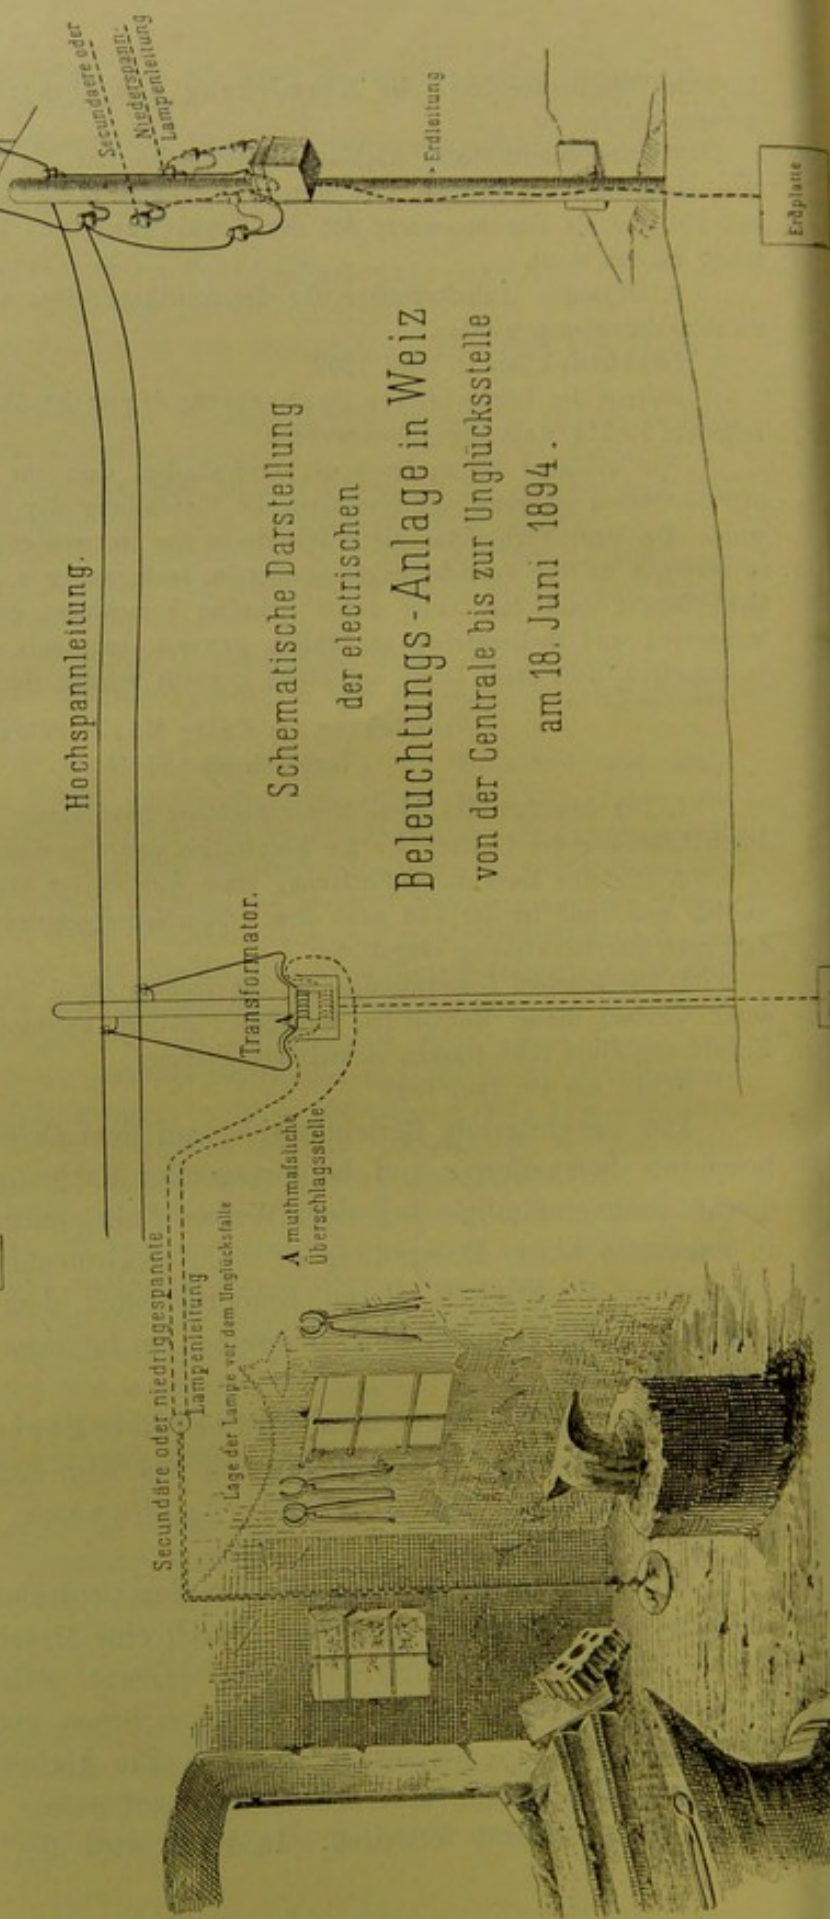 Secundaere oder
Niederspann-
Lampenleitung
Hochspannleitung.
Erdleitung
Erdplatte
Schematische Darstellung
der electrischen
Beleuchtungs-Anlage in Weiz
von der Centrale bis zur Unglücksstelle
am 18. Juni 1894.
Transformator.
A
A muthmaſsliche
Überschlagsstelle
Secundäre oder niedriggespannte
Lampenleitung
Lage der Lampe vor dem Unglücksfalle